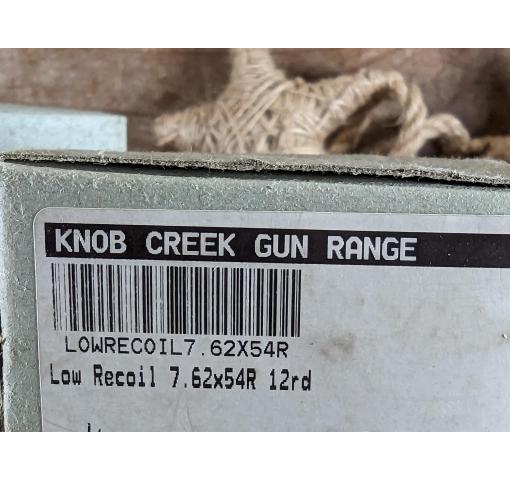 KNOB CREEK GUN RANGE
LOWRECOIL7.62X54R
Low Recoil 7.62x54R 12rd